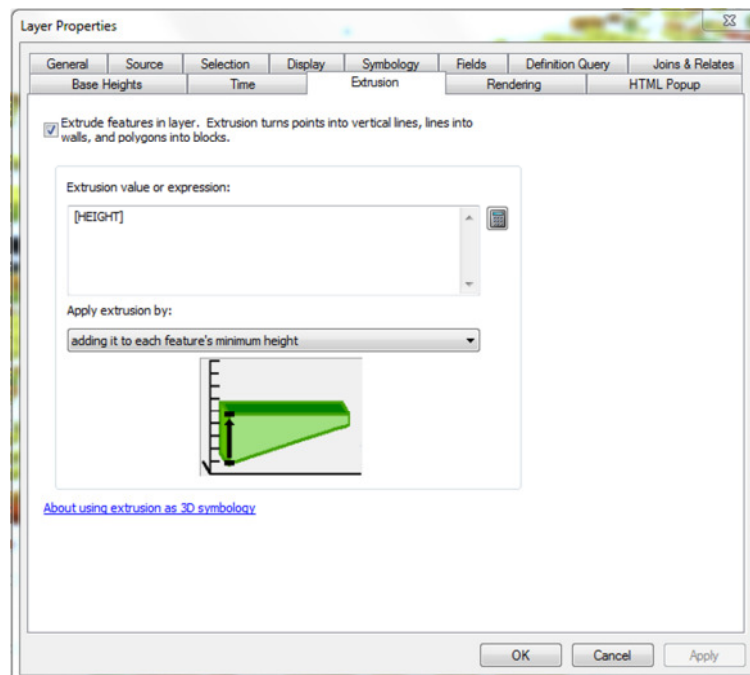 Layer Properties
General Source Selection Display Symbology Fields Definition Query Joins & Relates
Base Heights Time Extrusion Rendering HTML Popup
Extrude features in layer. Extrusion turns points into vertical lines, lines into
walls, and polygons into blocks.
Extrusion value or expression:
[HEIGHT]
Apply extrusion by:
adding it to each feature's minimum height
About using extrusion as 3D symbology
OK Cancel Apply